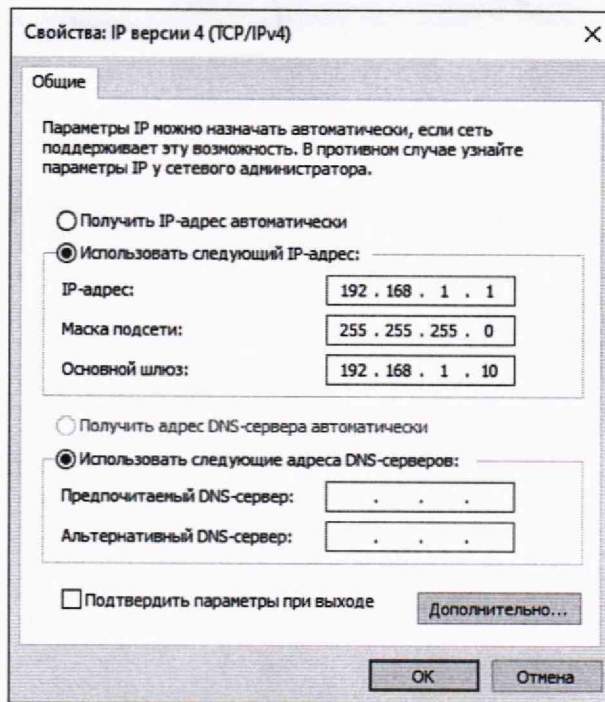 Свойства: IP версии 4 (TCP/IPv4)
Общие
Параметры IP можно назначать автоматически, если сеть
поддерживает эту возможность. В противном случае узнайте
параметры IP у сетевого администратора.
Получить IP-адрес автоматически
Использовать следующий IP-адрес:
IP-адрес: 192 . 168 . 1 . 1
Маска подсети: 255 . 255 . 255 . 0
Основной шлюз: 192 . 168 . 1 . 10
Получить адрес DNS-сервера автоматически
Использовать следующие адреса DNS-серверов:
Предпочитаемый DNS-сервер: . . .
Альтернативный DNS-сервер: . . .
Подтвердить параметры при выходе
Дополнительно...
ОК Отмена